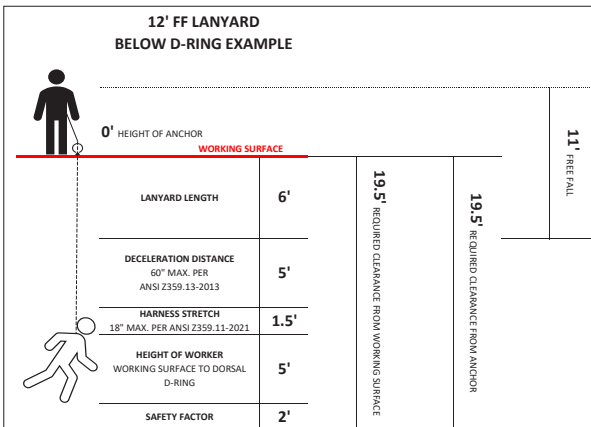 12' FF LANYARD
BELOW D-RING EXAMPLE
0' HEIGHT OF ANCHOR
WORKING SURFACE
LANYARD LENGTH 6'
DECELERATION DISTANCE
60" MAX. PER
ANSI Z359.13-2013
5'
HARNESS STRETCH
18" MAX. PER ANSI Z359.11-2021
1.5'
HEIGHT OF WORKER
WORKING SURFACE TO DORSAL
D-RING
5'
SAFETY FACTOR 2'
19.5' REQUIRED CLEARANCE FROM WORKING SURFACE
19.5' REQUIRED CLEARANCE FROM ANCHOR
11' FREE FALL